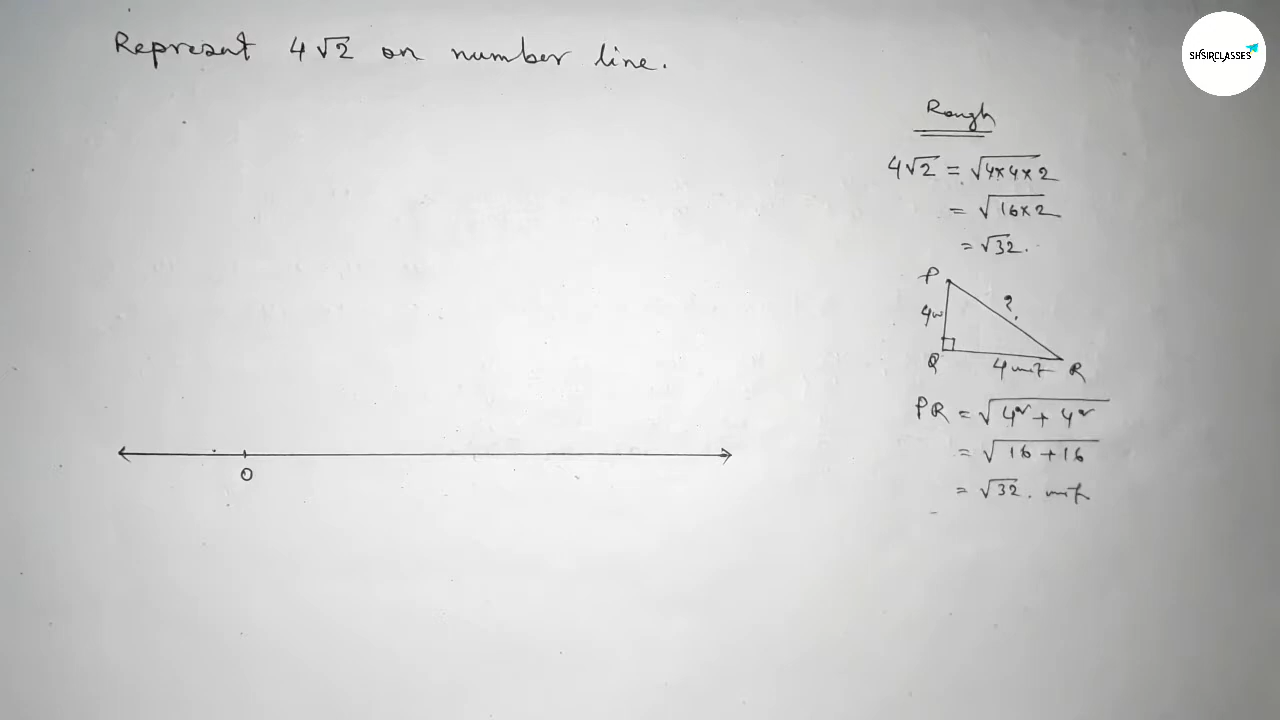 Represent 4√2 on number line.
SHSIRCLASSES
Rough
4√2 = √4×4×2
= √16×2
= √32.
P
?
4u
Q
4 unit R
PR = √4² + 4²
= √16 + 16
= √32. unit
0